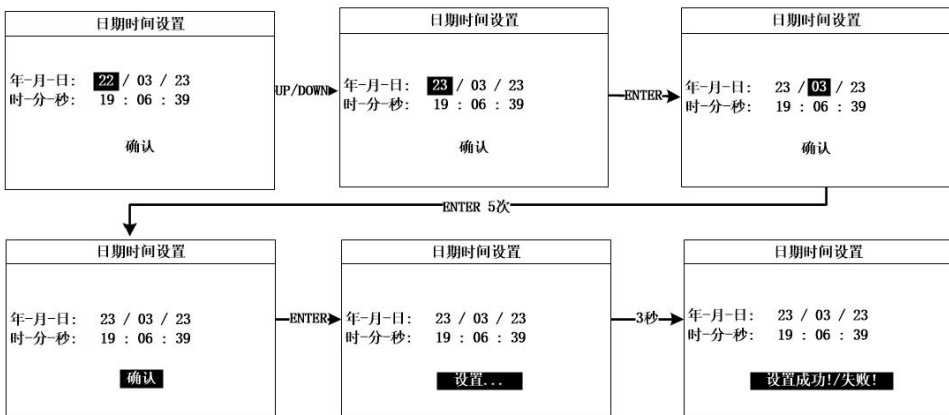 日期时间设置
年-月-日: 22 / 03 / 23
时-分-秒: 19 : 06 : 39
确认
UP/DOWN
日期时间设置
年-月-日: 23 / 03 / 23
时-分-秒: 19 : 06 : 39
确认
ENTER
日期时间设置
年-月-日: 23 / 03 / 23
时-分-秒: 19 : 06 : 39
确认
ENTER 5次
日期时间设置
年-月-日: 23 / 03 / 23
时-分-秒: 19 : 06 : 39
确认
ENTER
日期时间设置
年-月-日: 23 / 03 / 23
时-分-秒: 19 : 06 : 39
设置...
3秒
日期时间设置
年-月-日: 23 / 03 / 23
时-分-秒: 19 : 06 : 39
设置成功!/失败!